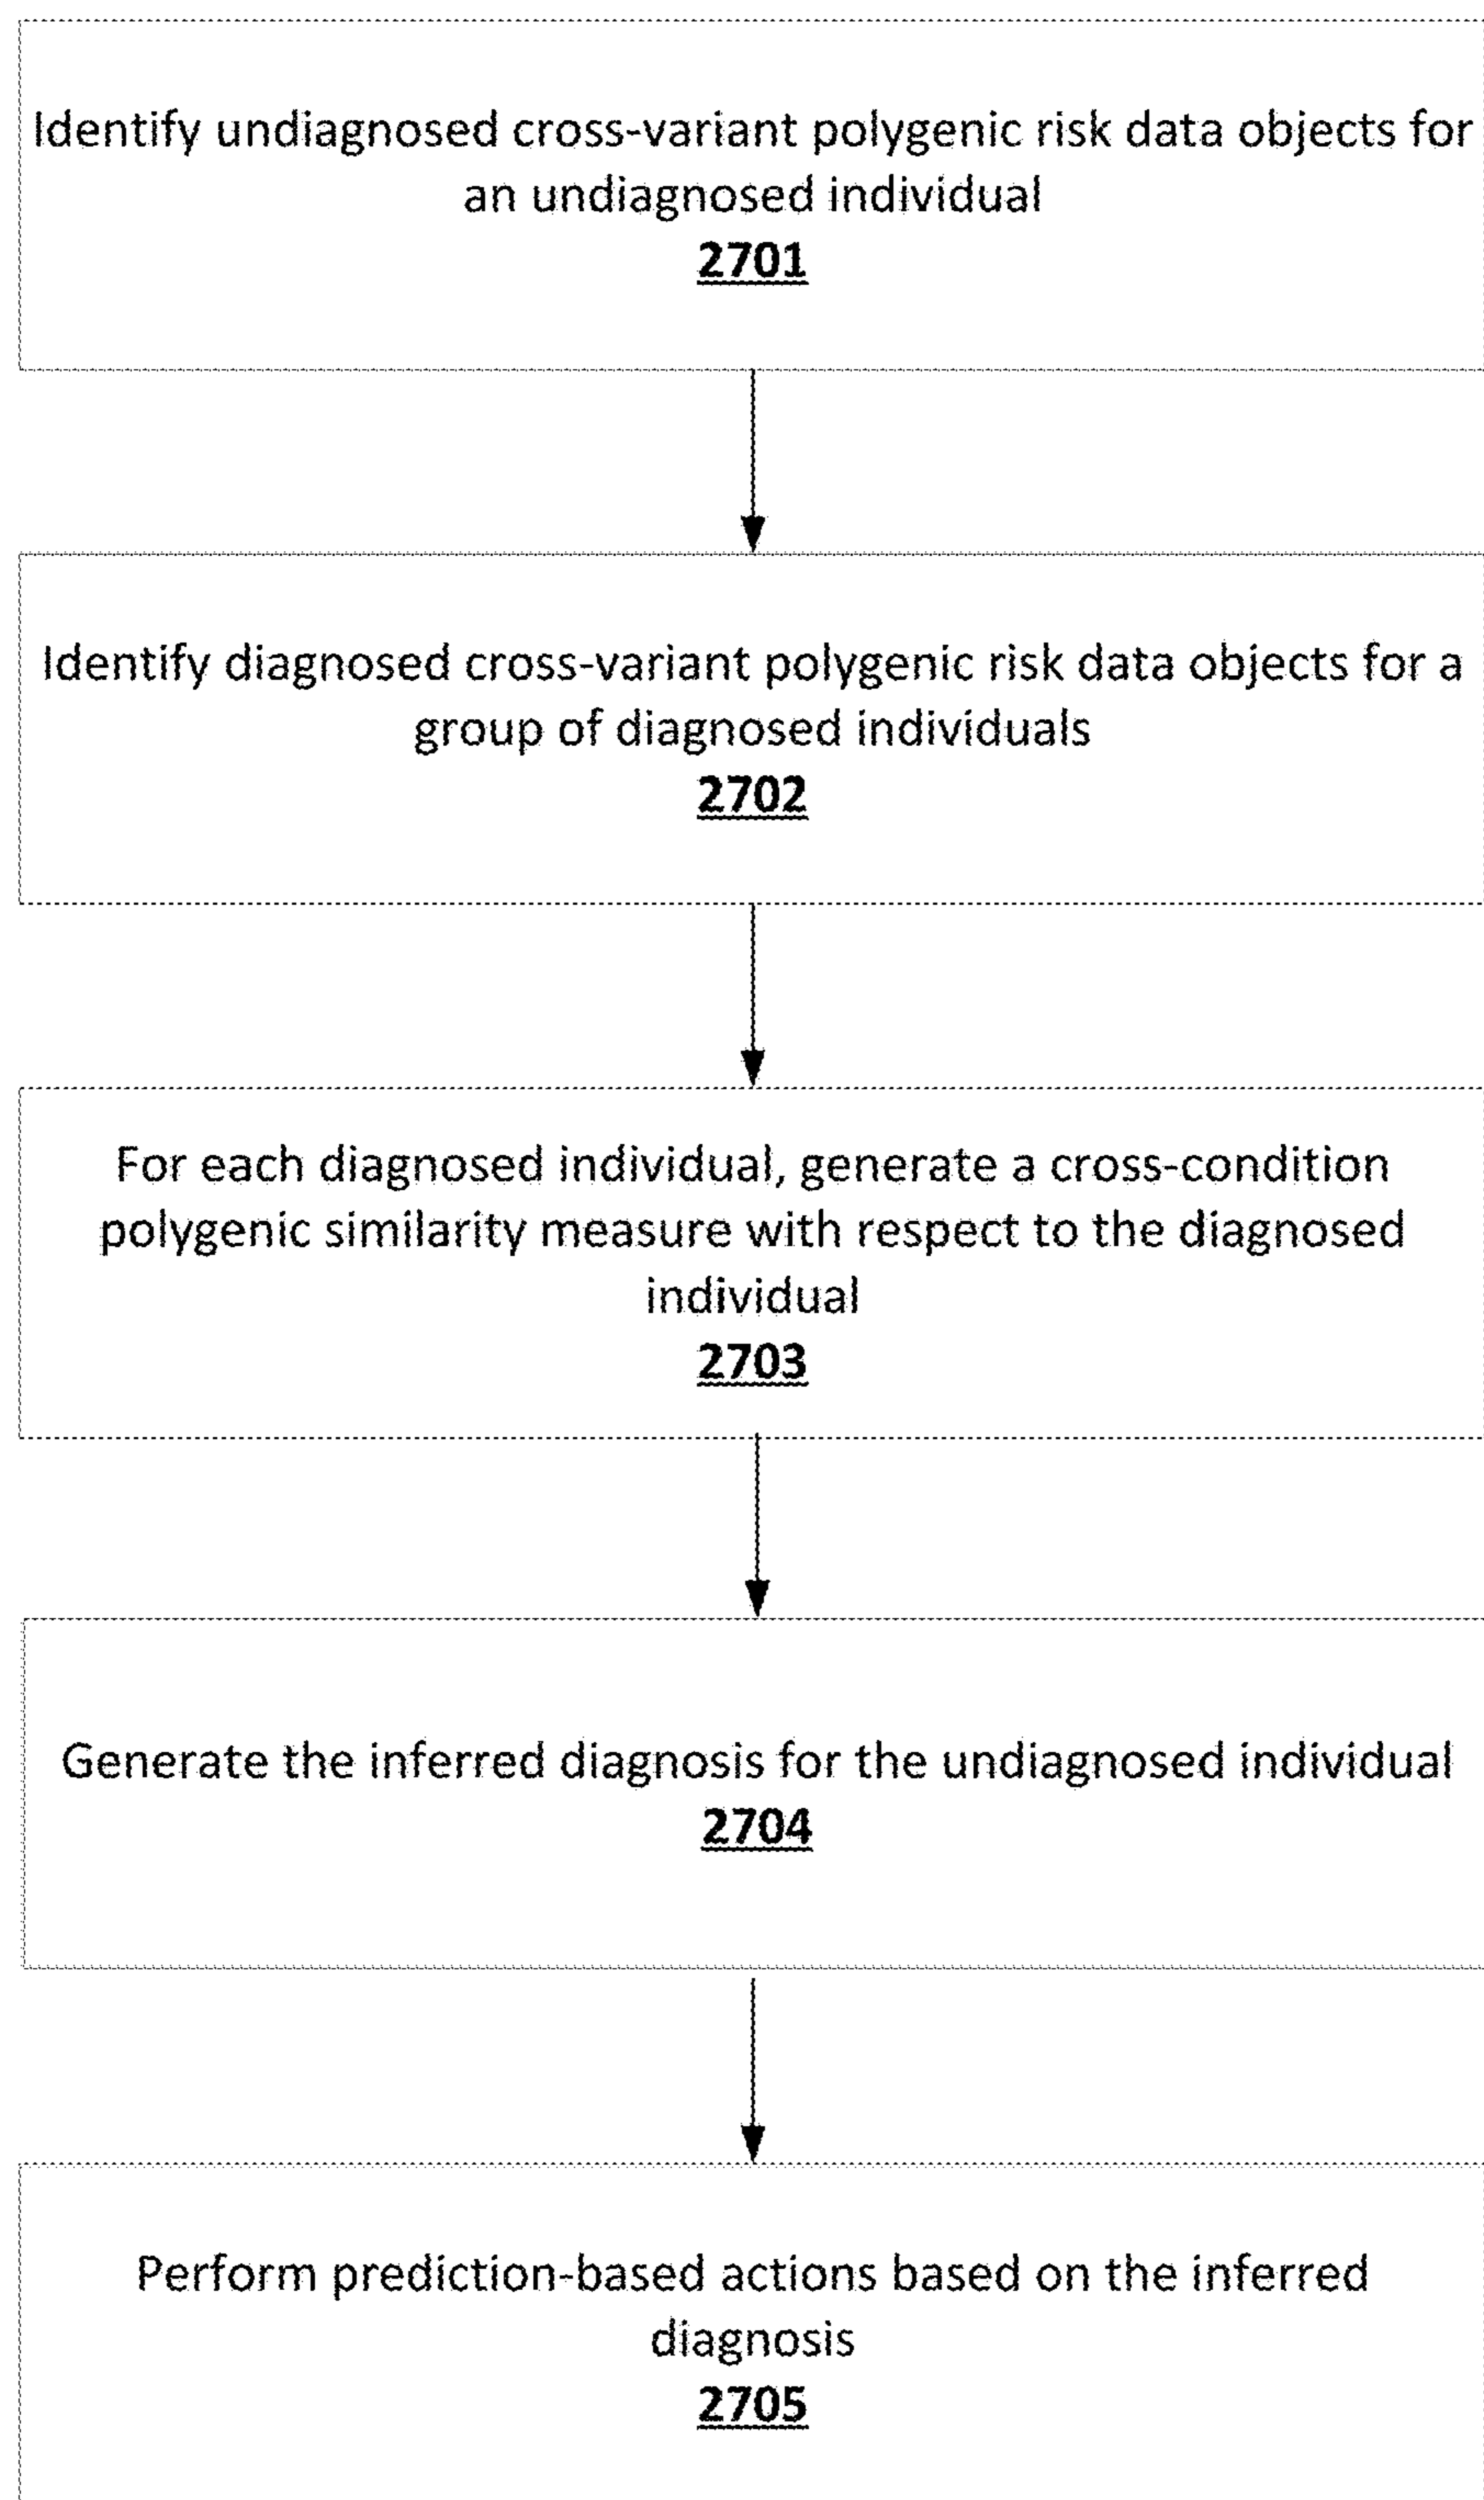 Identify undiagnosed cross-variant polygenic risk data objects for
an undiagnosed individual
2701
Identify diagnosed cross-variant polygenic risk data objects for a
group of diagnosed individuals
2702
For each diagnosed individual, generate a cross-condition
polygenic similarity measure with respect to the diagnosed
individual
2703
Generate the inferred diagnosis for the undiagnosed individual
2704
Perform prediction-based actions based on the inferred
diagnosis
2705